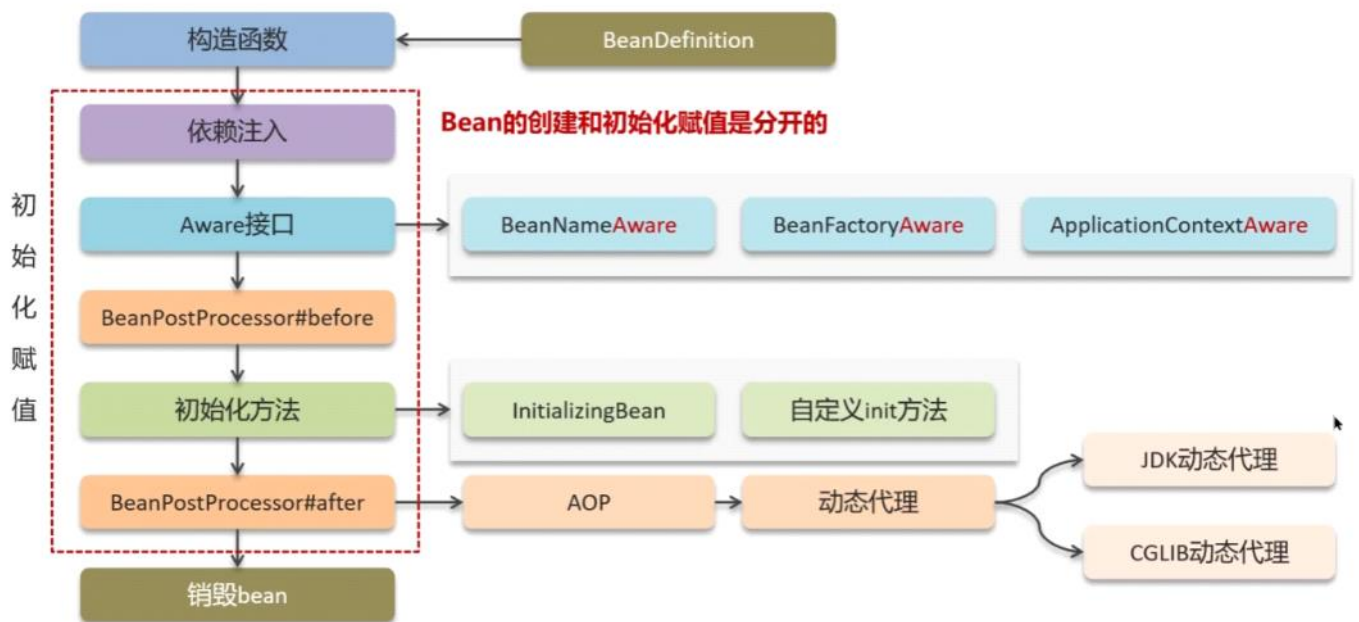 构造函数
BeanDefinition
依赖注入
Bean的创建和初始化赋值是分开的
初始化赋值
Aware接口
BeanNameAware
BeanFactoryAware
ApplicationContextAware
BeanPostProcessor#before
初始化方法
InitializingBean
自定义init方法
JDK动态代理
BeanPostProcessor#after
AOP
动态代理
CGLIB动态代理
销毁bean